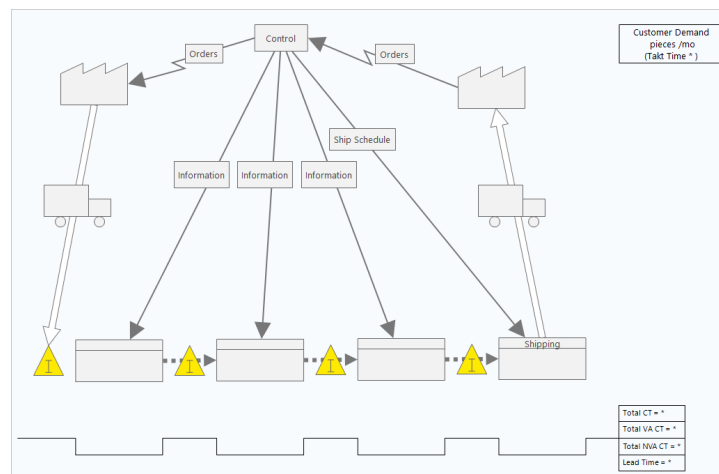 Customer Demand
pieces /mo
(Takt Time * )
Control
Orders
Orders
Ship Schedule
Information
Information
Information
I
I
I
I
Shipping
Total CT = *
Total VA CT = *
Total NVA CT = *
Lead Time = *